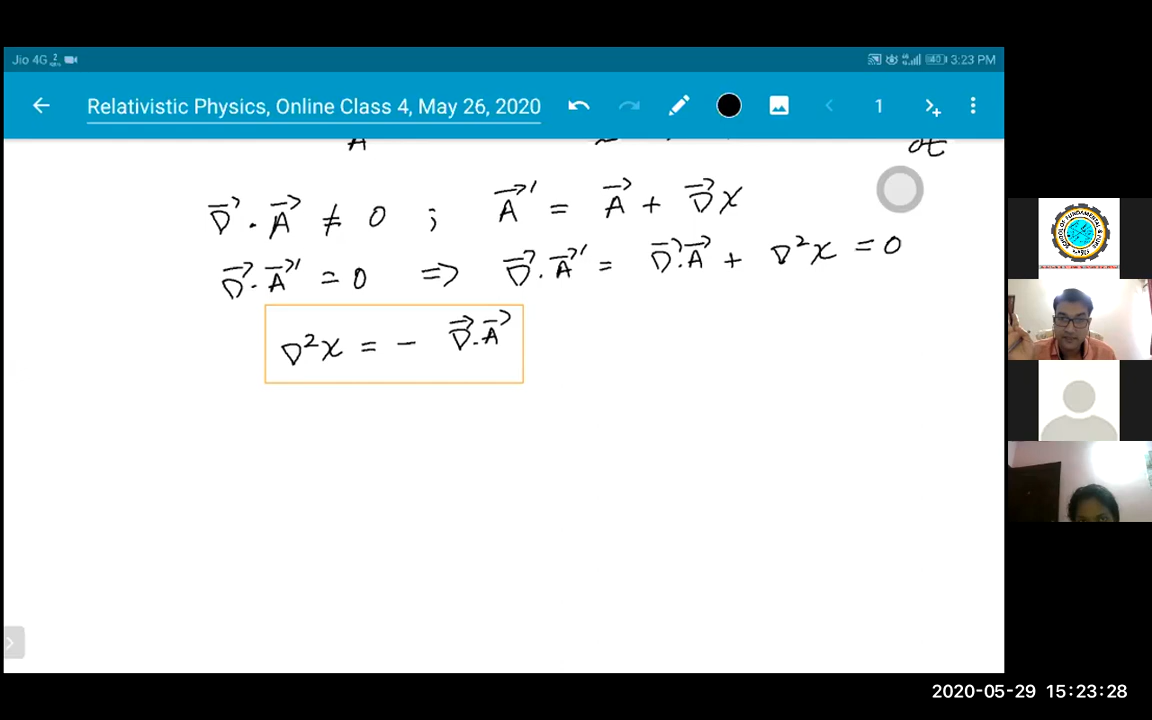 Jio 4G 3:23 PM
Relativistic Physics, Online Class 4, May 26, 2020 1
A dt
∇⃗ · A⃗ ≠ 0 ; A⃗′ = A⃗ + ∇⃗χ
∇⃗ · A⃗′ = 0 ⇒ ∇⃗ · A⃗′ = ∇⃗ · A⃗ + ∇²χ = 0
∇²χ = − ∇⃗ · A⃗
2020-05-29 15:23:28